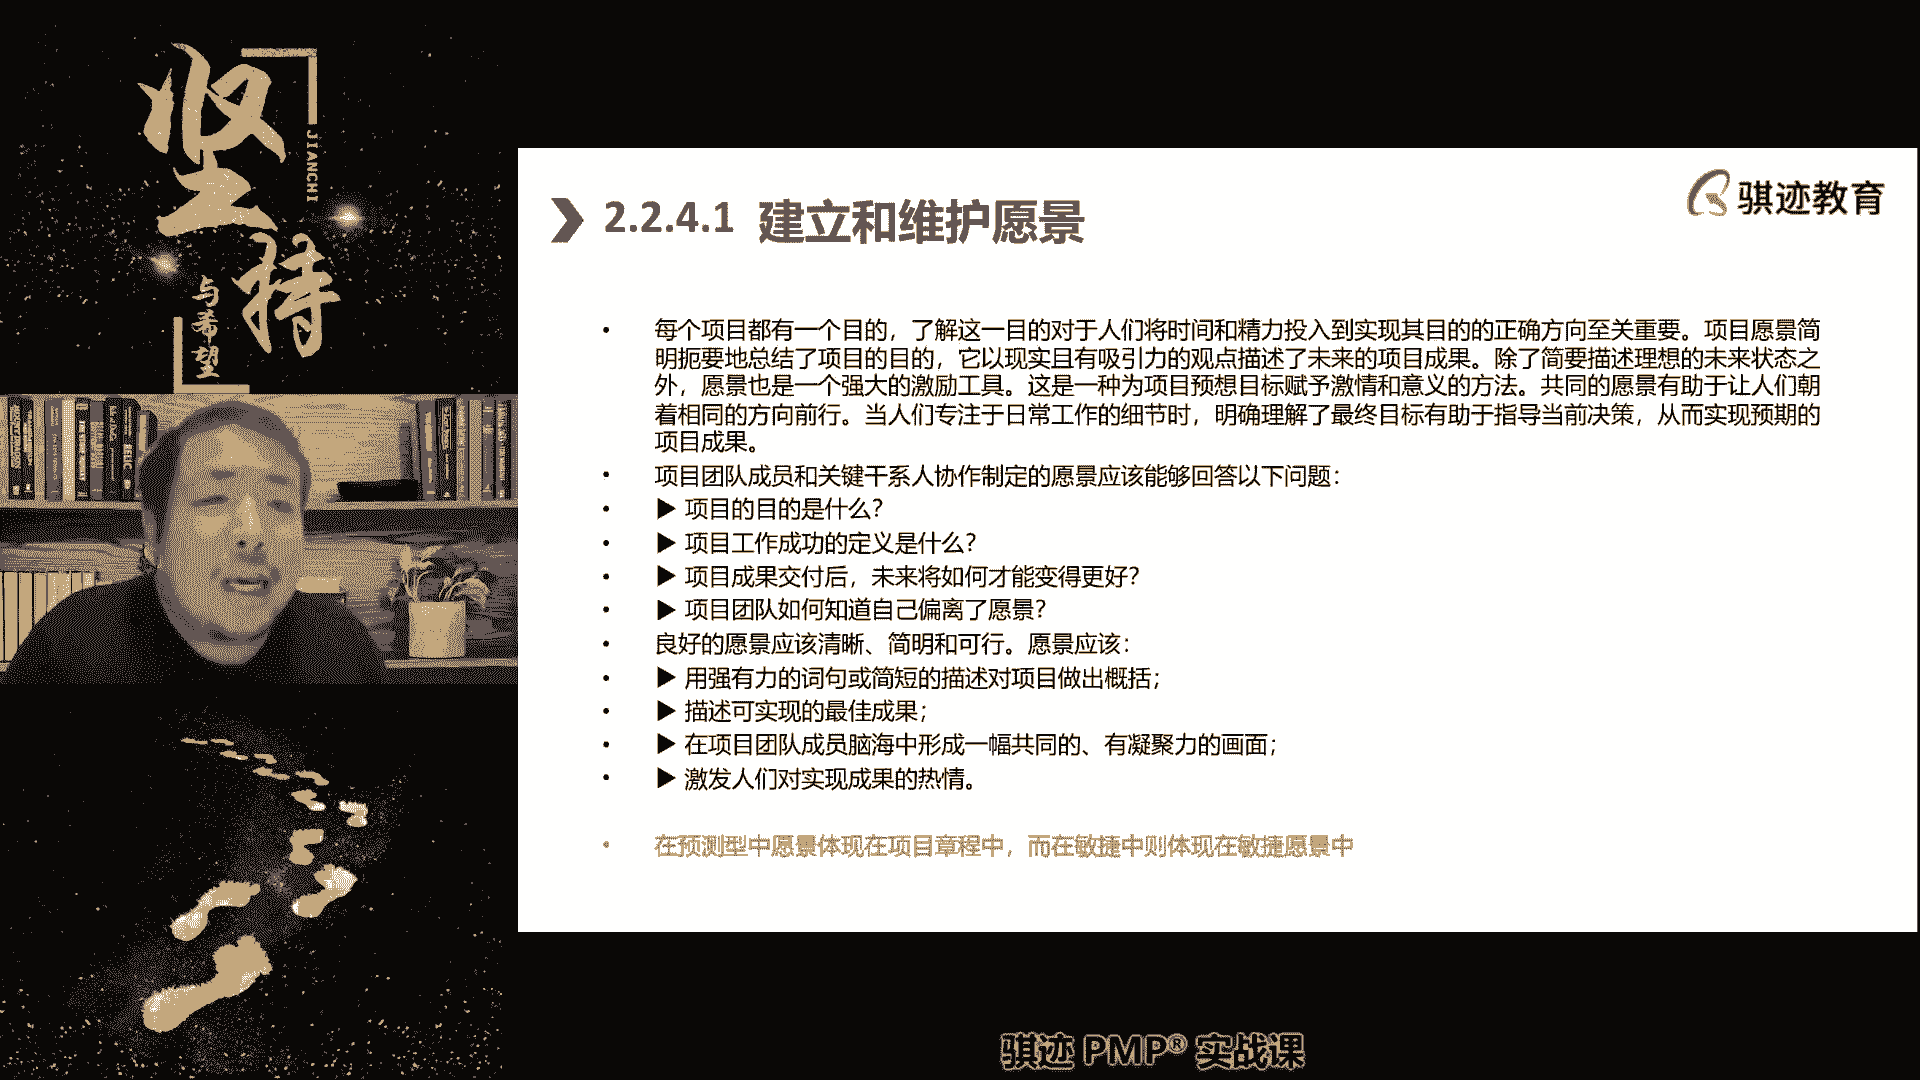 坚持
JIANCHI
与希望
骐迹教育
2.2.4.1 建立和维护愿景
• 每个项目都有一个目的，了解这一目的对于人们将时间和精力投入到实现其目的的正确方向至关重要。项目愿景简
明扼要地总结了项目的目的，它以现实且有吸引力的观点描述了未来的项目成果。除了简要描述理想的未来状态之
外，愿景也是一个强大的激励工具。这是一种为项目预想目标赋予激情和意义的方法。共同的愿景有助于让人们朝
着相同的方向前行。当人们专注于日常工作的细节时，明确理解了最终目标有助于指导当前决策，从而实现预期的
项目成果。
• 项目团队成员和关键干系人协作制定的愿景应该能够回答以下问题：
• ▶ 项目的目的是什么？
• ▶ 项目工作成功的定义是什么？
• ▶ 项目成果交付后，未来将如何才能变得更好？
• ▶ 项目团队如何知道自己偏离了愿景？
• 良好的愿景应该清晰、简明和可行。愿景应该：
• ▶ 用强有力的词句或简短的描述对项目做出概括；
• ▶ 描述可实现的最佳成果；
• ▶ 在项目团队成员脑海中形成一幅共同的、有凝聚力的画面；
• ▶ 激发人们对实现成果的热情。
• 在预测型中愿景体现在项目章程中，而在敏捷中则体现在敏捷愿景中
骐迹 PMP® 实战课